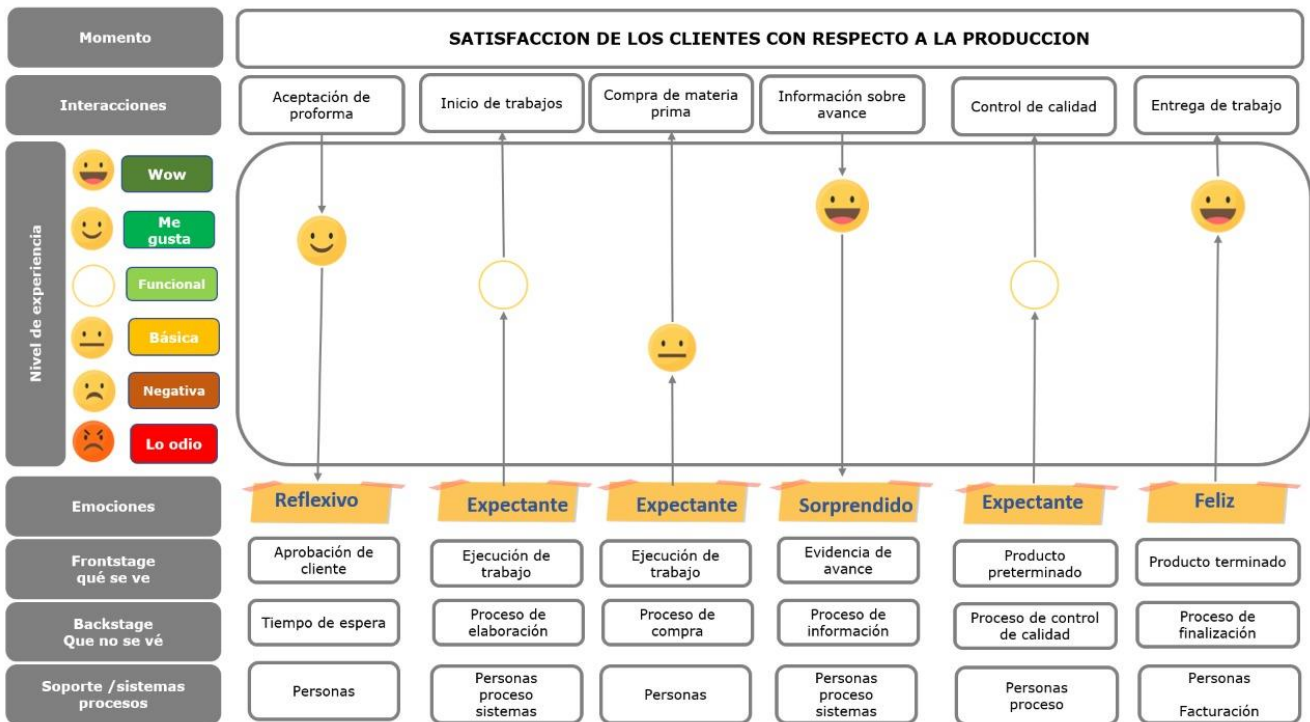 Momento
SATISFACCION DE LOS CLIENTES CON RESPECTO A LA PRODUCCION
Interacciones
Aceptación de
proforma
Inicio de trabajos
Compra de materia
prima
Información sobre
avance
Control de calidad
Entrega de trabajo
Nivel de experiencia
Wow
Me
gusta
Funcional
Básica
Negativa
Lo odio
Emociones
Reflexivo
Expectante
Expectante
Sorprendido
Expectante
Feliz
Frontstage
qué se ve
Aprobación de
cliente
Ejecución de
trabajo
Ejecución de
trabajo
Evidencia de
avance
Producto
preterminado
Producto terminado
Backstage
Que no se vé
Tiempo de espera
Proceso de
elaboración
Proceso de
compra
Proceso de
información
Proceso de control
de calidad
Proceso de
finalización
Soporte /sistemas
procesos
Personas
Personas
proceso
sistemas
Personas
Personas
proceso
sistemas
Personas
proceso
Personas
Facturación